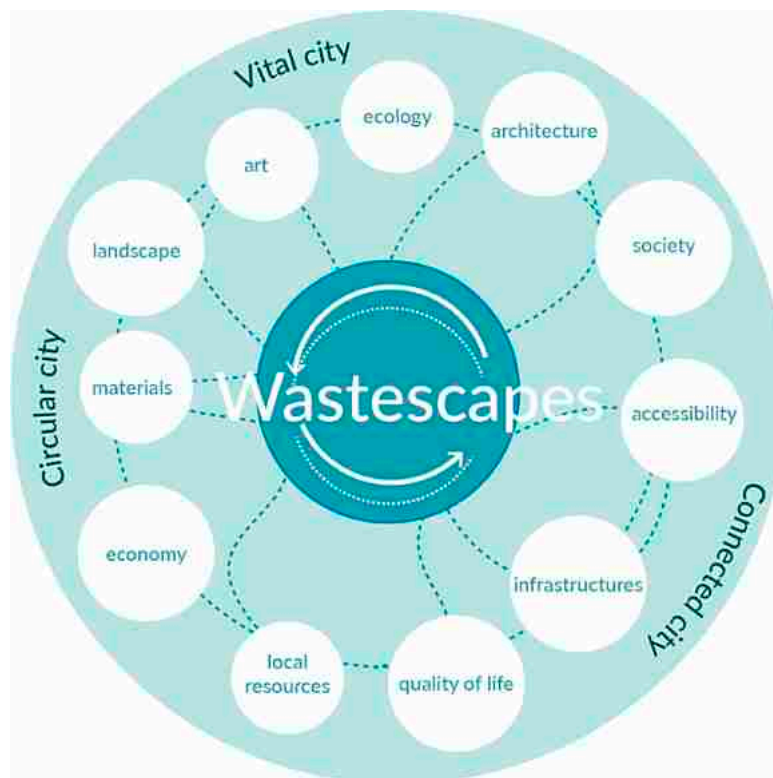 Vital city
ecology
architecture
art
society
landscape
Circular city
materials
Wastescapes
accessibility
Connected city
economy
infrastructures
local
resources
quality of life